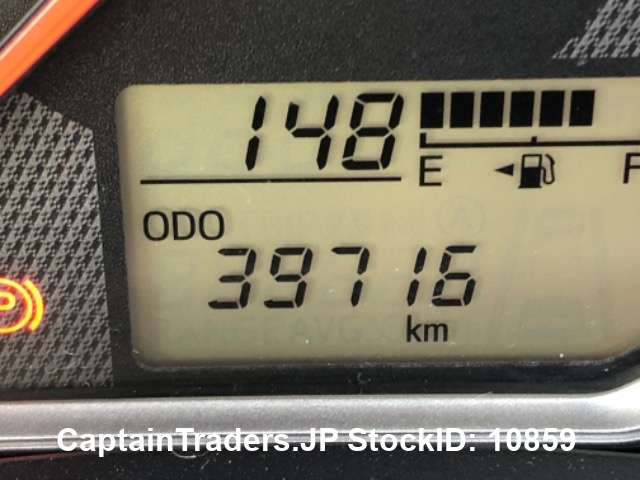 148
E F
ODO
39716
km
P
CaptainTraders.JP StockID: 10859